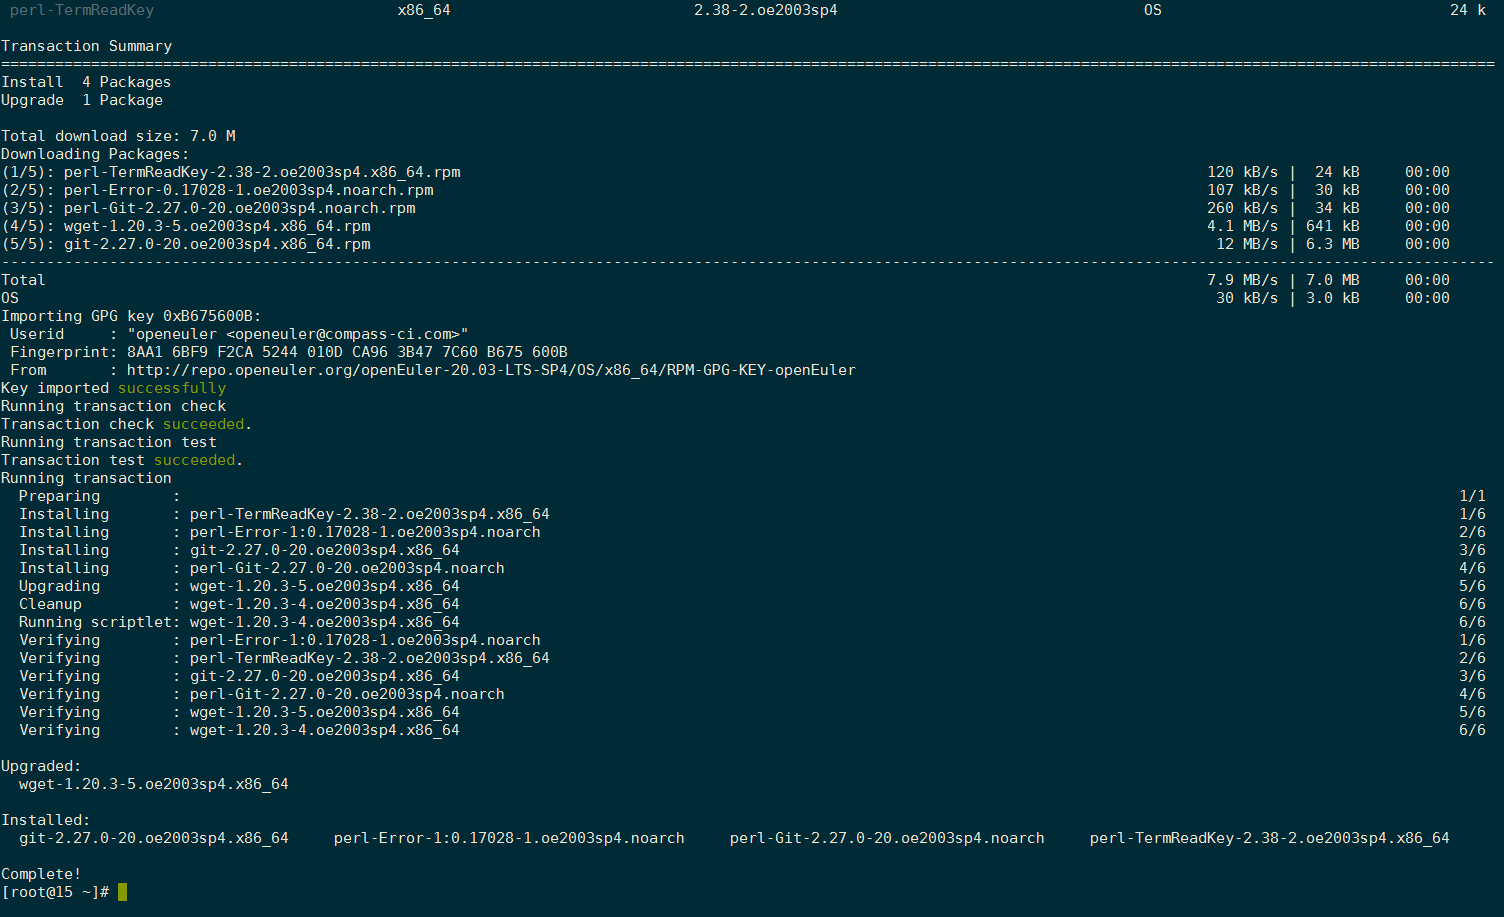 perl-TermReadKey x86_64 2.38-2.oe2003sp4 OS 24 k
Transaction Summary
================================================================================
Install  4 Packages
Upgrade  1 Package
Total download size: 7.0 M
Downloading Packages:
(1/5): perl-TermReadKey-2.38-2.oe2003sp4.x86_64.rpm 120 kB/s | 24 kB 00:00
(2/5): perl-Error-0.17028-1.oe2003sp4.noarch.rpm 107 kB/s | 30 kB 00:00
(3/5): perl-Git-2.27.0-20.oe2003sp4.noarch.rpm 260 kB/s | 34 kB 00:00
(4/5): wget-1.20.3-5.oe2003sp4.x86_64.rpm 4.1 MB/s | 641 kB 00:00
(5/5): git-2.27.0-20.oe2003sp4.x86_64.rpm 12 MB/s | 6.3 MB 00:00
--------------------------------------------------------------------------------
Total 7.9 MB/s | 7.0 MB 00:00
OS 30 kB/s | 3.0 kB 00:00
Importing GPG key 0xB675600B:
Userid     : "openeuler <openeuler@compass-ci.com>"
Fingerprint: 8AA1 6BF9 F2CA 5244 010D CA96 3B47 7C60 B675 600B
From       : http://repo.openeuler.org/openEuler-20.03-LTS-SP4/OS/x86_64/RPM-GPG-KEY-openEuler
Key imported successfully
Running transaction check
Transaction check succeeded.
Running transaction test
Transaction test succeeded.
Running transaction
Preparing        : 1/1
Installing       : perl-TermReadKey-2.38-2.oe2003sp4.x86_64 1/6
Installing       : perl-Error-1:0.17028-1.oe2003sp4.noarch 2/6
Installing       : git-2.27.0-20.oe2003sp4.x86_64 3/6
Installing       : perl-Git-2.27.0-20.oe2003sp4.noarch 4/6
Upgrading        : wget-1.20.3-5.oe2003sp4.x86_64 5/6
Cleanup          : wget-1.20.3-4.oe2003sp4.x86_64 6/6
Running scriptlet: wget-1.20.3-4.oe2003sp4.x86_64 6/6
Verifying        : perl-Error-1:0.17028-1.oe2003sp4.noarch 1/6
Verifying        : perl-TermReadKey-2.38-2.oe2003sp4.x86_64 2/6
Verifying        : git-2.27.0-20.oe2003sp4.x86_64 3/6
Verifying        : perl-Git-2.27.0-20.oe2003sp4.noarch 4/6
Verifying        : wget-1.20.3-5.oe2003sp4.x86_64 5/6
Verifying        : wget-1.20.3-4.oe2003sp4.x86_64 6/6
Upgraded:
wget-1.20.3-5.oe2003sp4.x86_64
Installed:
git-2.27.0-20.oe2003sp4.x86_64 perl-Error-1:0.17028-1.oe2003sp4.noarch perl-Git-2.27.0-20.oe2003sp4.noarch perl-TermReadKey-2.38-2.oe2003sp4.x86_64
Complete!
[root@15 ~]#